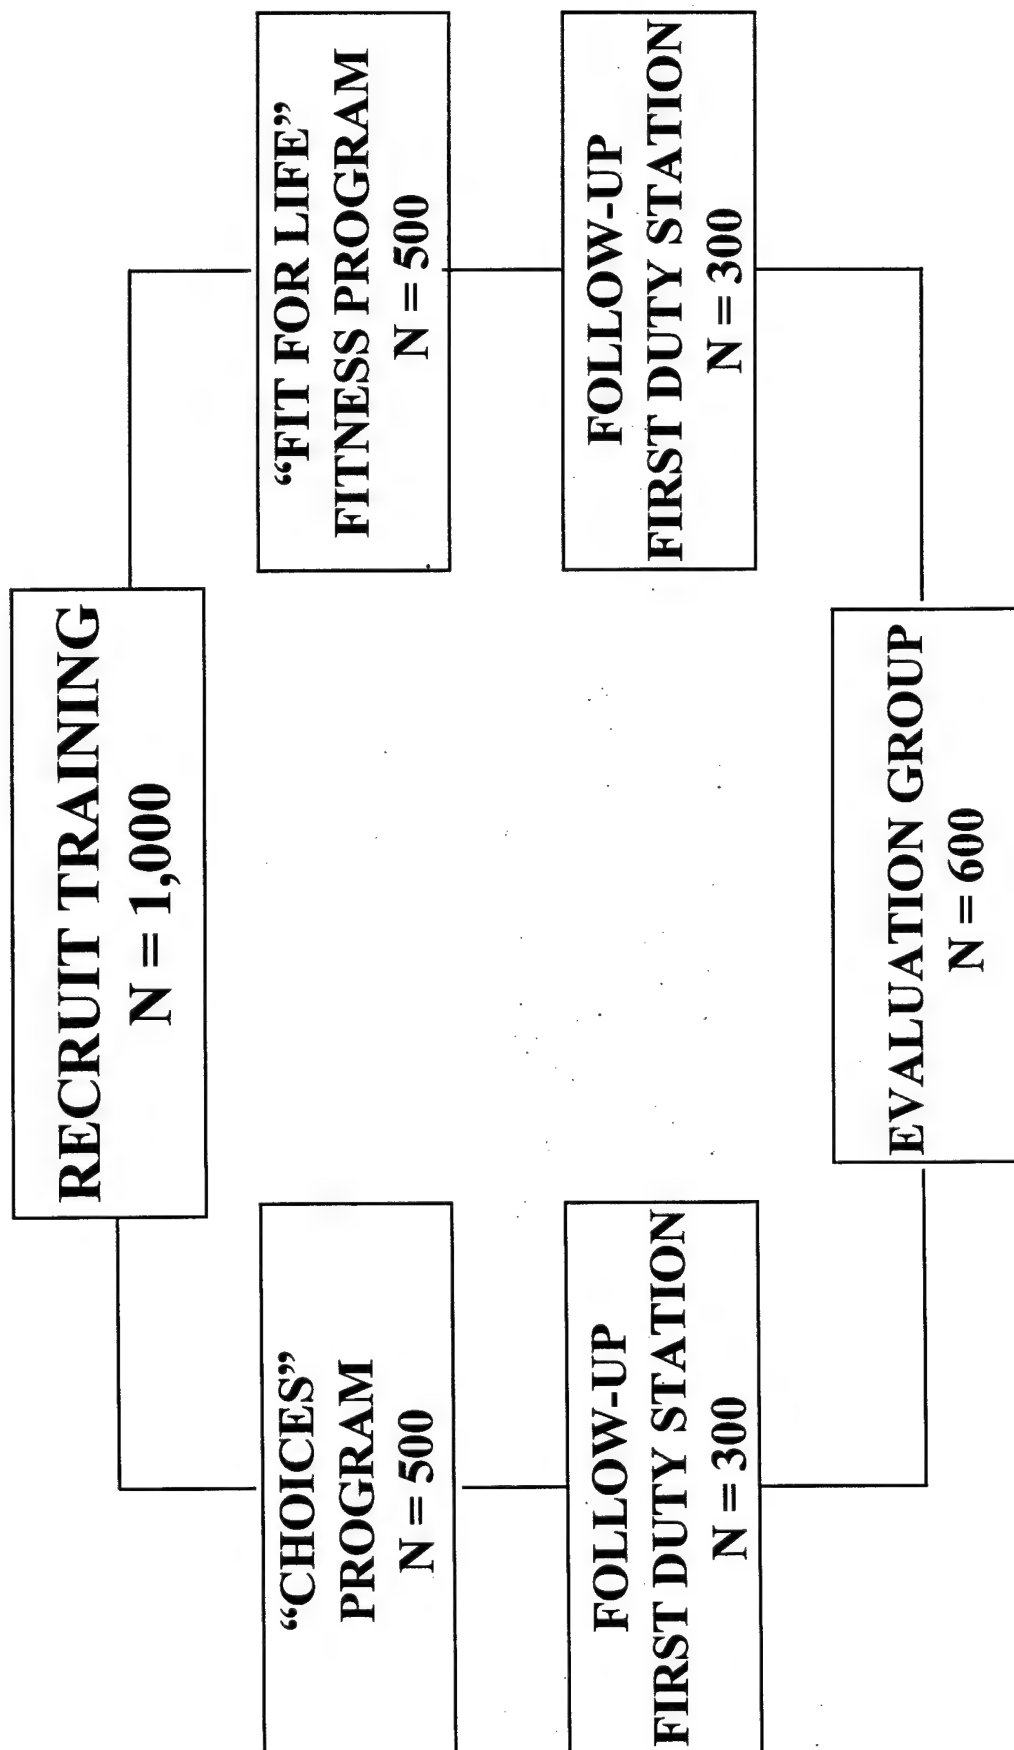 RECRUIT TRAINING
N = 1,000
“CHOICES”
PROGRAM
N = 500
“FIT FOR LIFE”
FITNESS PROGRAM
N = 500
FOLLOW-UP
FIRST DUTY STATION
N = 300
FOLLOW-UP
FIRST DUTY STATION
N = 300
EVALUATION GROUP
N = 600